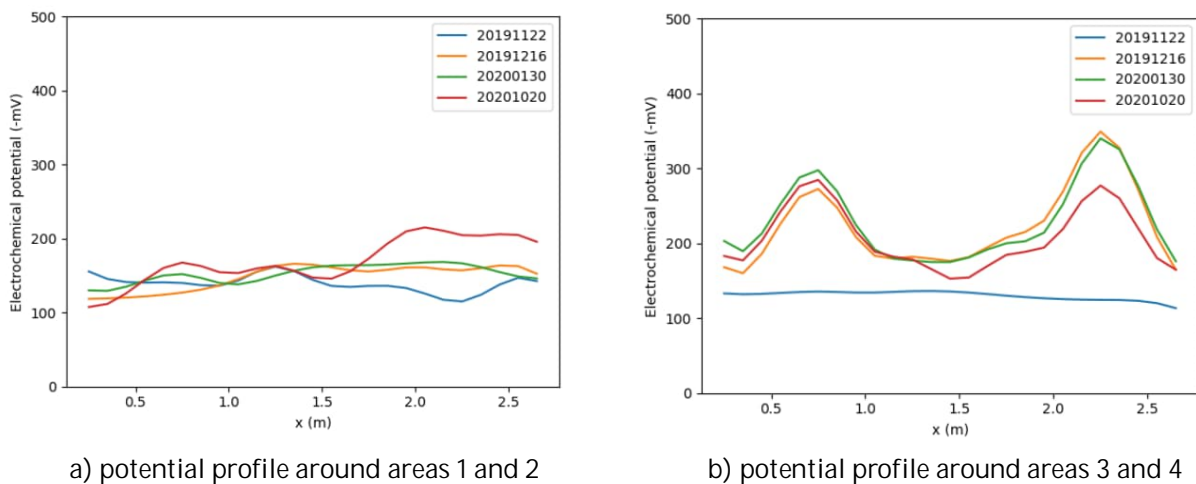 500
400
300
200
100
0
Electrochemical potential (-mV)
20191122
20191216
20200130
20201020
0.5 1.0 1.5 2.0 2.5
x (m)
a) potential profile around areas 1 and 2
500
400
300
200
100
0
Electrochemical potential (-mV)
20191122
20191216
20200130
20201020
0.5 1.0 1.5 2.0 2.5
x (m)
b) potential profile around areas 3 and 4